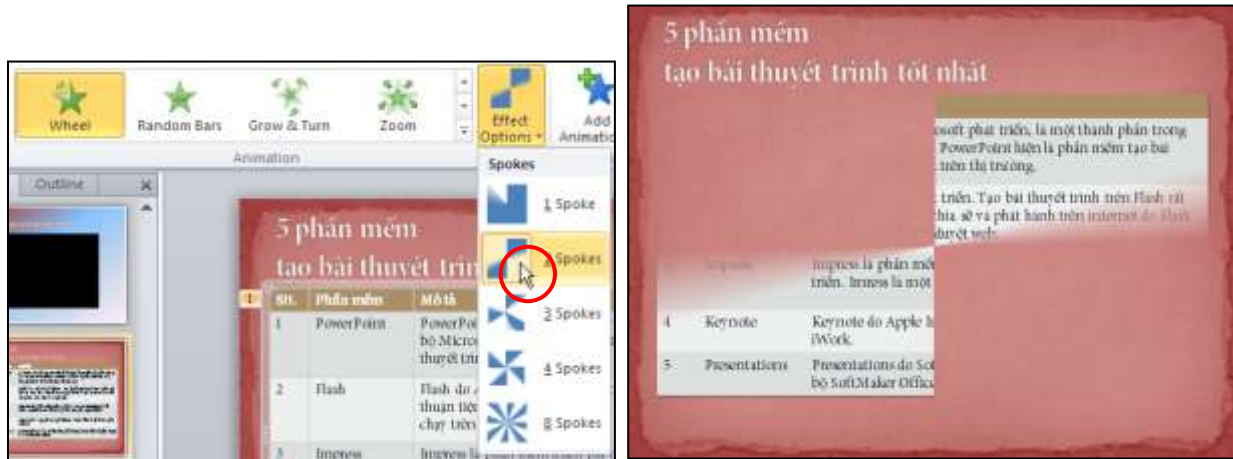 Wheel
Random Bars
Grow & Turn
Zoom
Effect
Options
Add
Animatio
Animation
Spokes
1 Spoke
2 Spokes
3 Spokes
4 Spokes
8 Spokes
Outline
5 phần mềm
tạo bài thuyết trìn
1
Stt. Phần mềm Mô tả
1 PowerPoint PowerPoi
bộ Micro
thuyết trì
2 Flash Flash do
thuận tiện
chạy trên
3 Impress Impress là
5 phần mềm
tạo bài thuyết trình tốt nhất
osoft phát triển, là một thành phần trong
PowerPoint hiện là phần mềm tạo bài
trên thị trường.
triển. Tạo bài thuyết trình trên Flash rất
chia sẻ và phát hành trên internet do Flash
duyệt web.
Impress là phần mề
triển. Imress là một
4 Keynote Keynote do Apple I
iWork.
5 Presentations Presentations do Sof
bộ SoftMaker Office